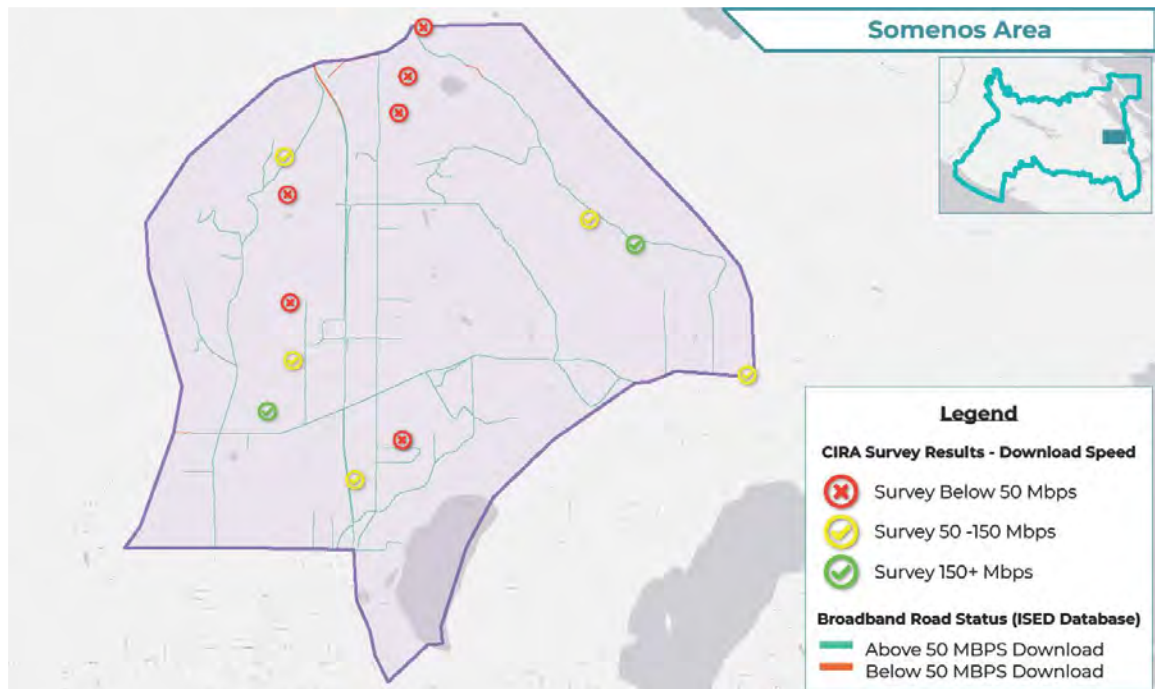 Somenos Area
Legend
CIRA Survey Results - Download Speed
Survey Below 50 Mbps
Survey 50 -150 Mbps
Survey 150+ Mbps
Broadband Road Status (ISED Database)
Above 50 MBPS Download
Below 50 MBPS Download